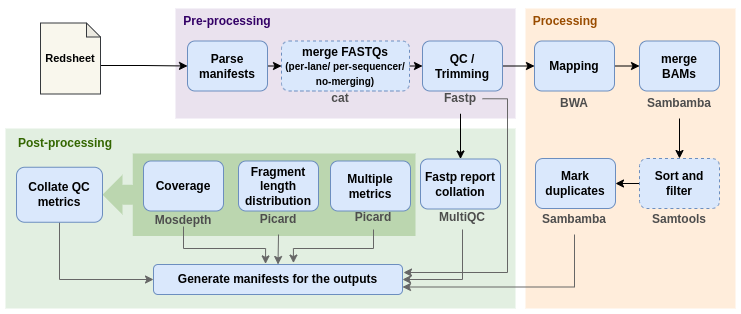 Pre-processing
Processing
Redsheet
Parse
manifests
merge FASTQs
(per-lane/ per-sequencer/
no-merging)
cat
QC /
Trimming
Fastp
Mapping
BWA
merge
BAMs
Sambamba
Post-processing
Collate QC
metrics
Coverage
Mosdepth
Fragment
length
distribution
Picard
Multiple
metrics
Picard
Fastp report
collation
MultiQC
Mark
duplicates
Sambamba
Sort and
filter
Samtools
Generate manifests for the outputs